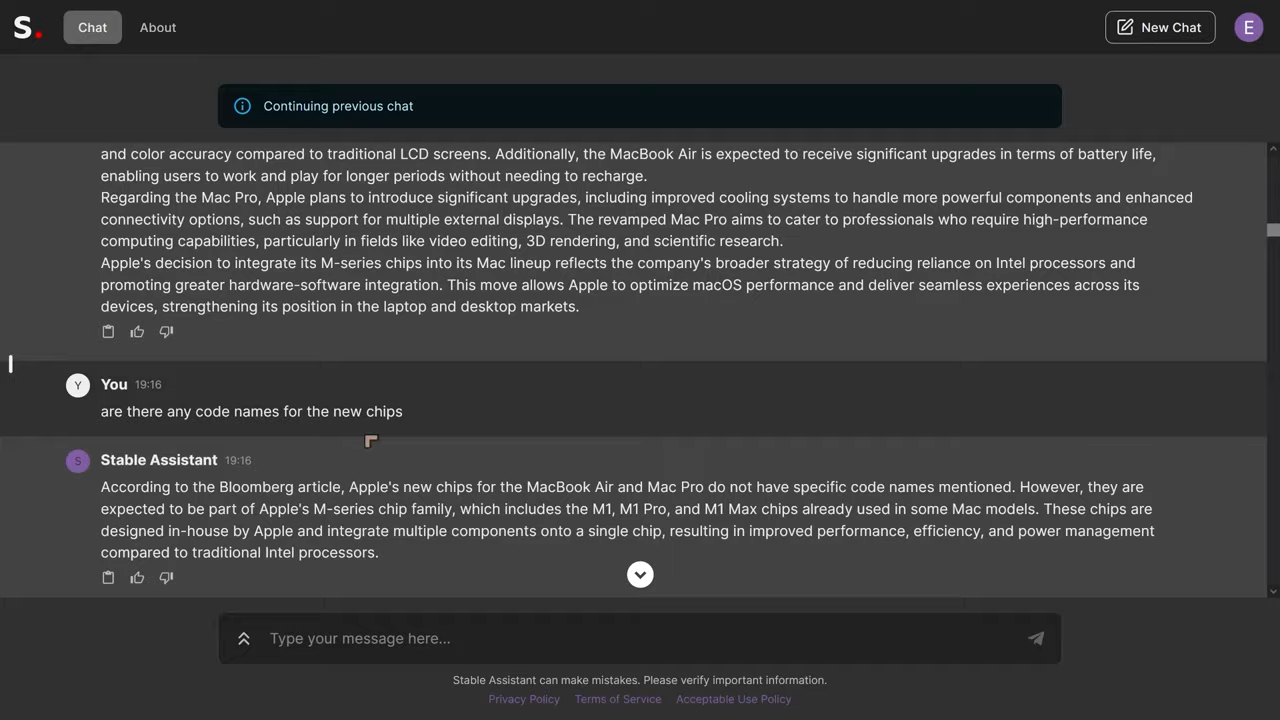 S.
Chat
About
New Chat
E
Continuing previous chat
and color accuracy compared to traditional LCD screens. Additionally, the MacBook Air is expected to receive significant upgrades in terms of battery life,
enabling users to work and play for longer periods without needing to recharge.
Regarding the Mac Pro, Apple plans to introduce significant upgrades, including improved cooling systems to handle more powerful components and enhanced
connectivity options, such as support for multiple external displays. The revamped Mac Pro aims to cater to professionals who require high-performance
computing capabilities, particularly in fields like video editing, 3D rendering, and scientific research.
Apple's decision to integrate its M-series chips into its Mac lineup reflects the company's broader strategy of reducing reliance on Intel processors and
promoting greater hardware-software integration. This move allows Apple to optimize macOS performance and deliver seamless experiences across its
devices, strengthening its position in the laptop and desktop markets.
Y
You 19:16
are there any code names for the new chips
S
Stable Assistant 19:16
According to the Bloomberg article, Apple's new chips for the MacBook Air and Mac Pro do not have specific code names mentioned. However, they are
expected to be part of Apple's M-series chip family, which includes the M1, M1 Pro, and M1 Max chips already used in some Mac models. These chips are
designed in-house by Apple and integrate multiple components onto a single chip, resulting in improved performance, efficiency, and power management
compared to traditional Intel processors.
Type your message here...
Stable Assistant can make mistakes. Please verify important information.
Privacy Policy Terms of Service Acceptable Use Policy